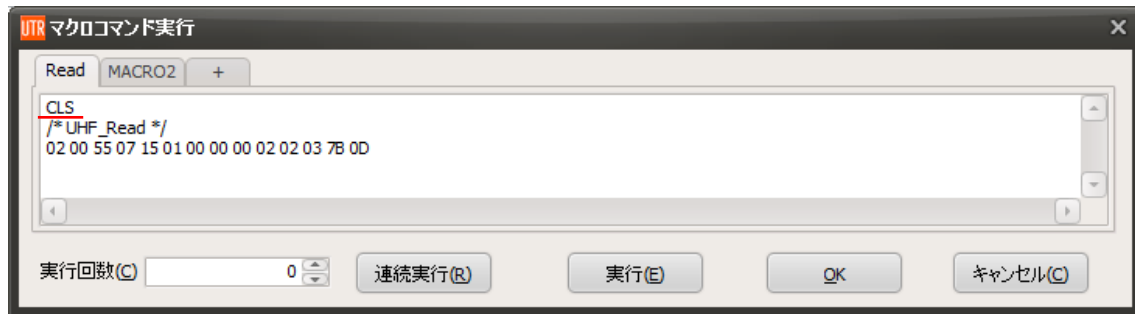 UTR マクロコマンド実行
Read MACRO2 +
CLS
/* UHF_Read */
02 00 55 07 15 01 00 00 00 02 02 03 7B 0D
実行回数(C) 0 連続実行(R) 実行(E) OK キャンセル(C)